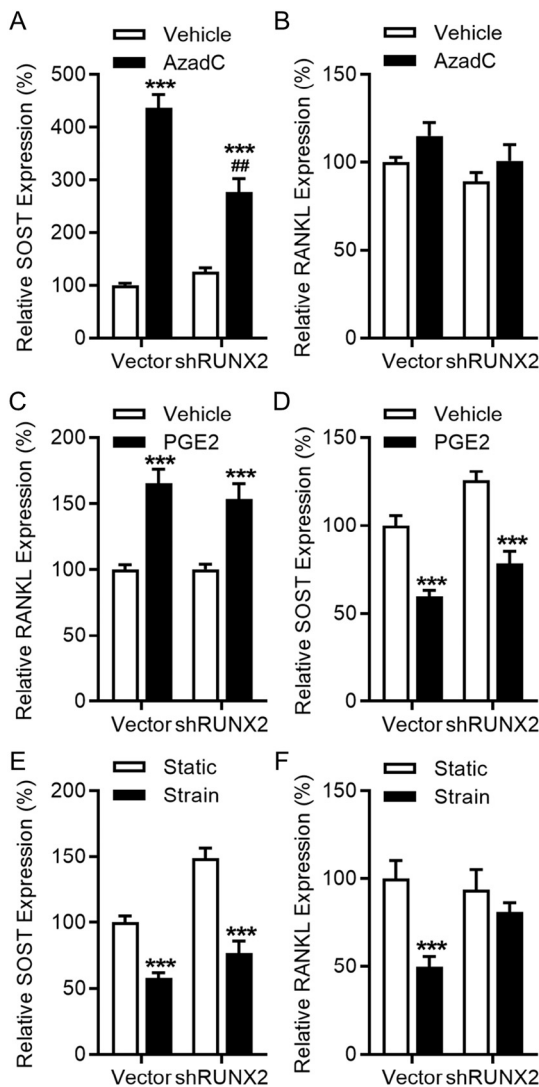 A
Vehicle
AzadC
Relative SOST Expression (%)
500
400
300
200
100
0
***
***
##
Vector shRUNX2
B
Vehicle
AzadC
Relative RANKL Expression (%)
150
100
50
0
Vector shRUNX2
C
Vehicle
PGE2
Relative RANKL Expression (%)
200
150
100
50
0
***
***
Vector shRUNX2
D
Vehicle
PGE2
Relative SOST Expression (%)
150
100
50
0
***
***
Vector shRUNX2
E
Static
Strain
Relative SOST Expression (%)
200
150
100
50
0
***
***
Vector shRUNX2
F
Static
Strain
Relative RANKL Expression (%)
150
100
50
0
***
Vector shRUNX2